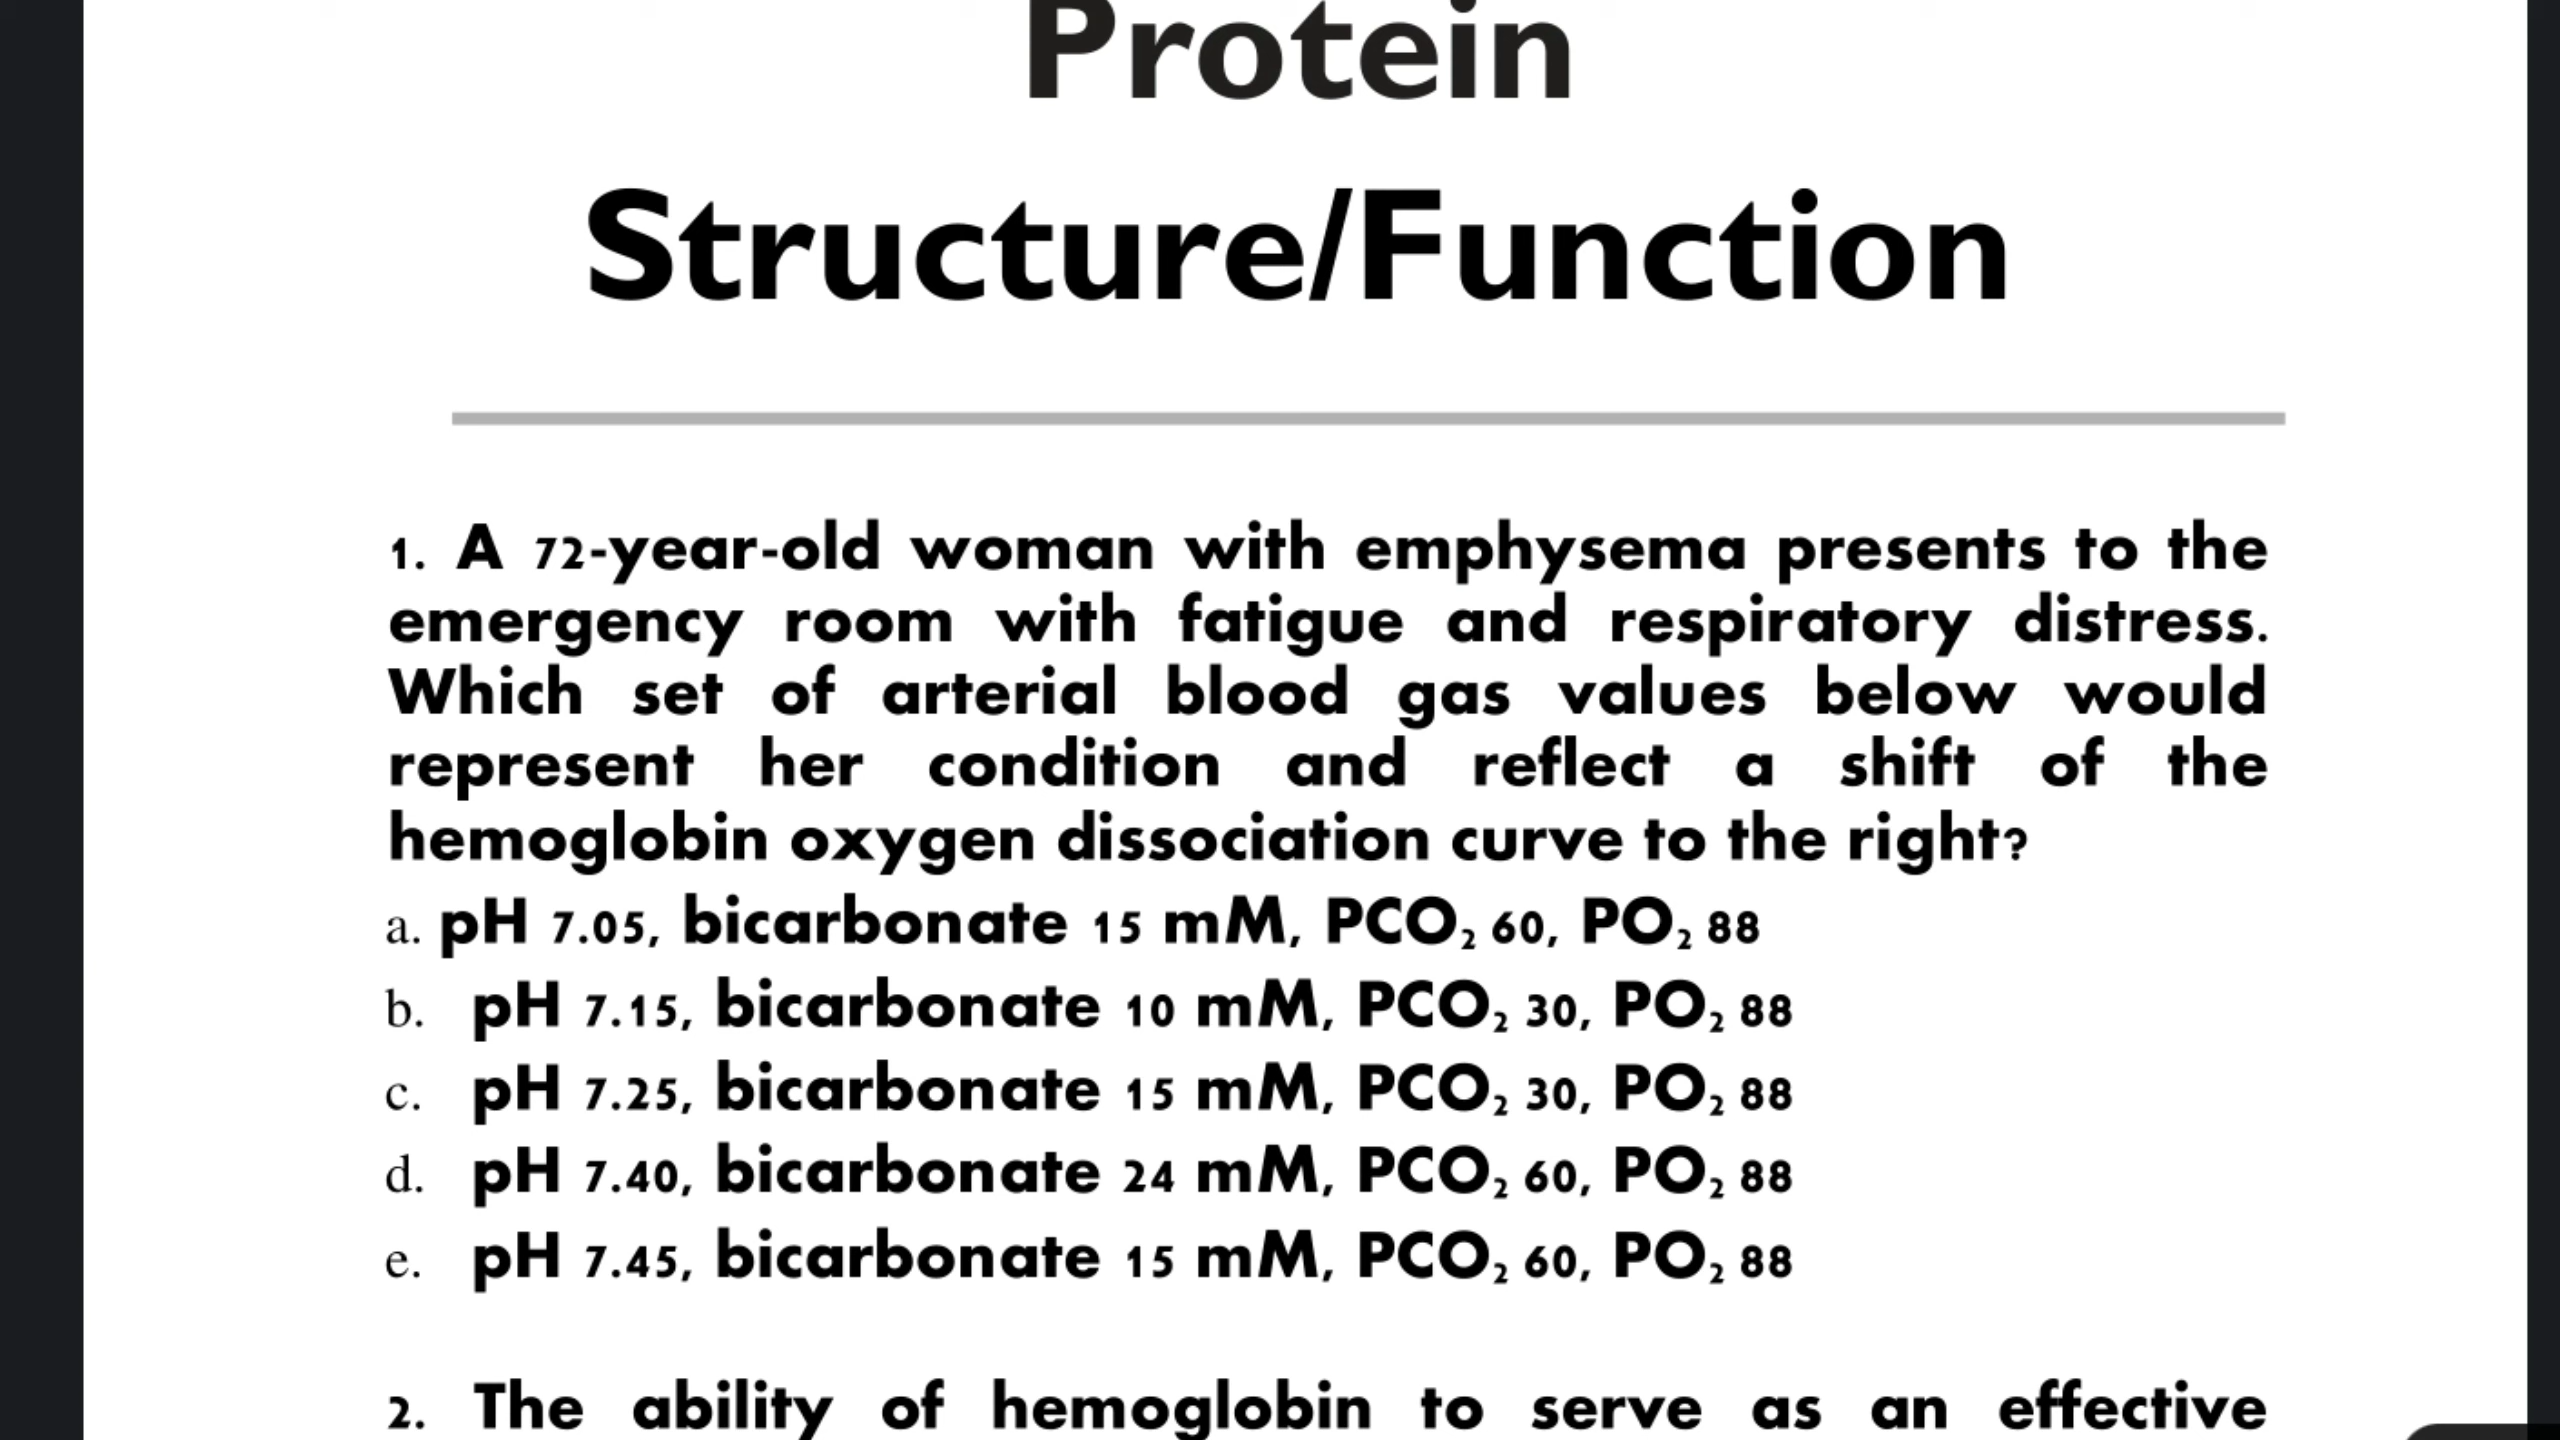 Protein
Structure/Function
1. A 72-year-old woman with emphysema presents to the
emergency room with fatigue and respiratory distress.
Which set of arterial blood gas values below would
represent her condition and reflect a shift of the
hemoglobin oxygen dissociation curve to the right?
a. pH 7.05, bicarbonate 15 mM, PCO₂ 60, PO₂ 88
b. pH 7.15, bicarbonate 10 mM, PCO₂ 30, PO₂ 88
c. pH 7.25, bicarbonate 15 mM, PCO₂ 30, PO₂ 88
d. pH 7.40, bicarbonate 24 mM, PCO₂ 60, PO₂ 88
e. pH 7.45, bicarbonate 15 mM, PCO₂ 60, PO₂ 88
2. The ability of hemoglobin to serve as an effective